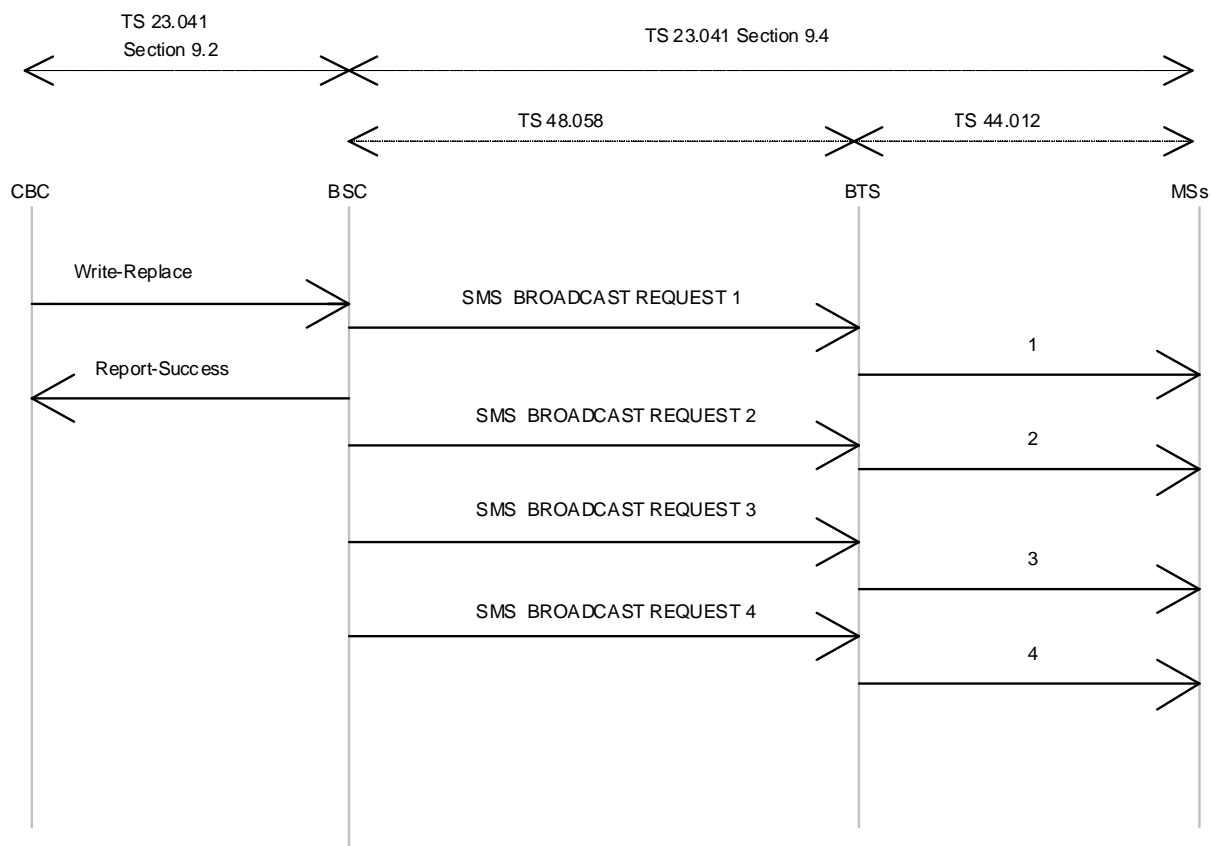 TS 23.041
Section 9.2
TS 23.041 Section 9.4
TS 48.058
TS 44.012
CBC
BSC
BTS
MSs
Write-Replace
SMS BROADCAST REQUEST 1
1
Report-Success
SMS BROADCAST REQUEST 2
2
SMS BROADCAST REQUEST 3
3
SMS BROADCAST REQUEST 4
4